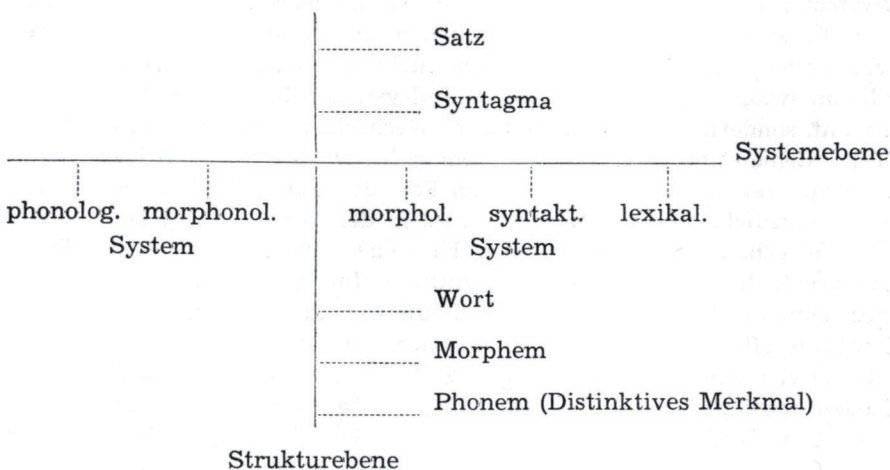 Satz
Syntagma
Systemebene
phonolog. morphonol. morphol. syntakt. lexikal.
System System
Wort
Morphem
Phonem (Distinktives Merkmal)
Strukturebene